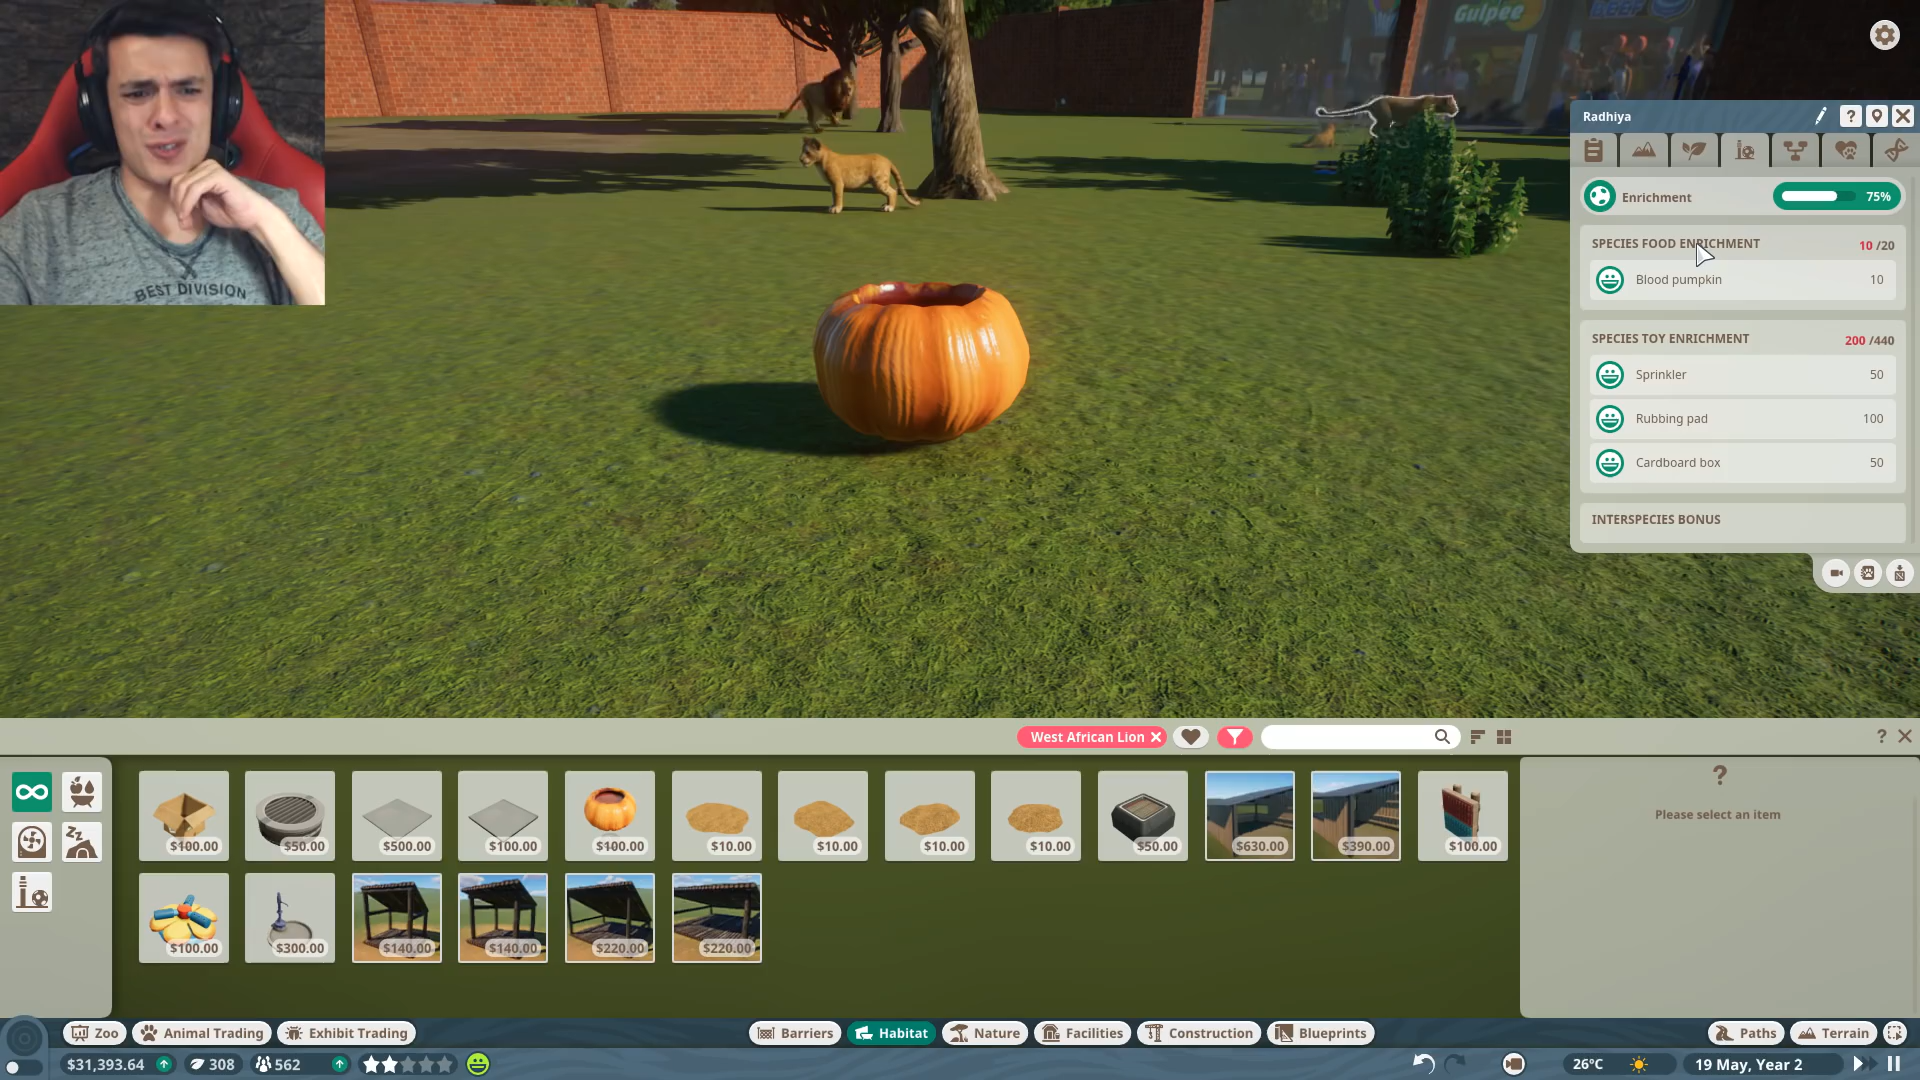 Gulpee
BEEF
BEST DIVISION
Radhiya
?
Enrichment
75%
SPECIES FOOD ENRICHMENT
10 /20
Blood pumpkin
10
SPECIES TOY ENRICHMENT
200 /440
Sprinkler
50
Rubbing pad
100
Cardboard box
50
INTERSPECIES BONUS
West African Lion
?
$100.00
$50.00
$500.00
$100.00
$100.00
$10.00
$10.00
$10.00
$10.00
$50.00
$630.00
$390.00
$100.00
$100.00
$300.00
$140.00
$140.00
$220.00
$220.00
?
Please select an item
Zoo
Animal Trading
Exhibit Trading
Barriers
Habitat
Nature
Facilities
Construction
Blueprints
Paths
Terrain
$31,393.64
308
562
26°C
19 May, Year 2